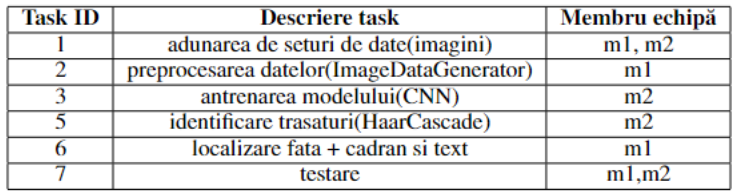 Task ID Descriere task Membru echipă
1 adunarea de seturi de date(imagini) m1, m2
2 preprocesarea datelor(ImageDataGenerator) m1
3 antrenarea modelului(CNN) m2
5 identificare trasaturi(HaarCascade) m2
6 localizare fata + cadran si text m1
7 testare m1,m2